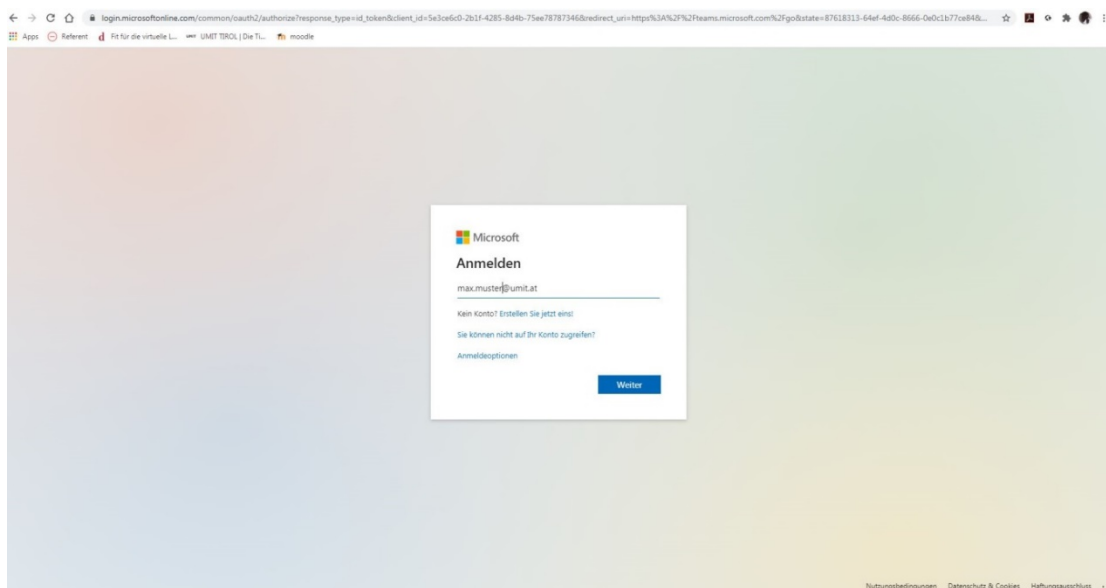 login.microsoftonline.com/common/oauth2/authorize?response_type=id_token&client_id=5e3ce6c0-2b1f-4285-8d4b-75ee78787346&redirect_uri=https%3A%2F%2Fteams.microsoft.com%2Fgo&state=87618313-64ef-4d0c-8666-0e0c1b77ce84&...
Apps Referent Fit für die virtuelle L... UMIT TIROL | Die Ti... moodle
Microsoft
Anmelden
max.muster@umit.at
Kein Konto? Erstellen Sie jetzt eins!
Sie können nicht auf Ihr Konto zugreifen?
Anmeldeoptionen
Weiter
Nutzungsbedingungen Datenschutz & Cookies Haftungsausschluss